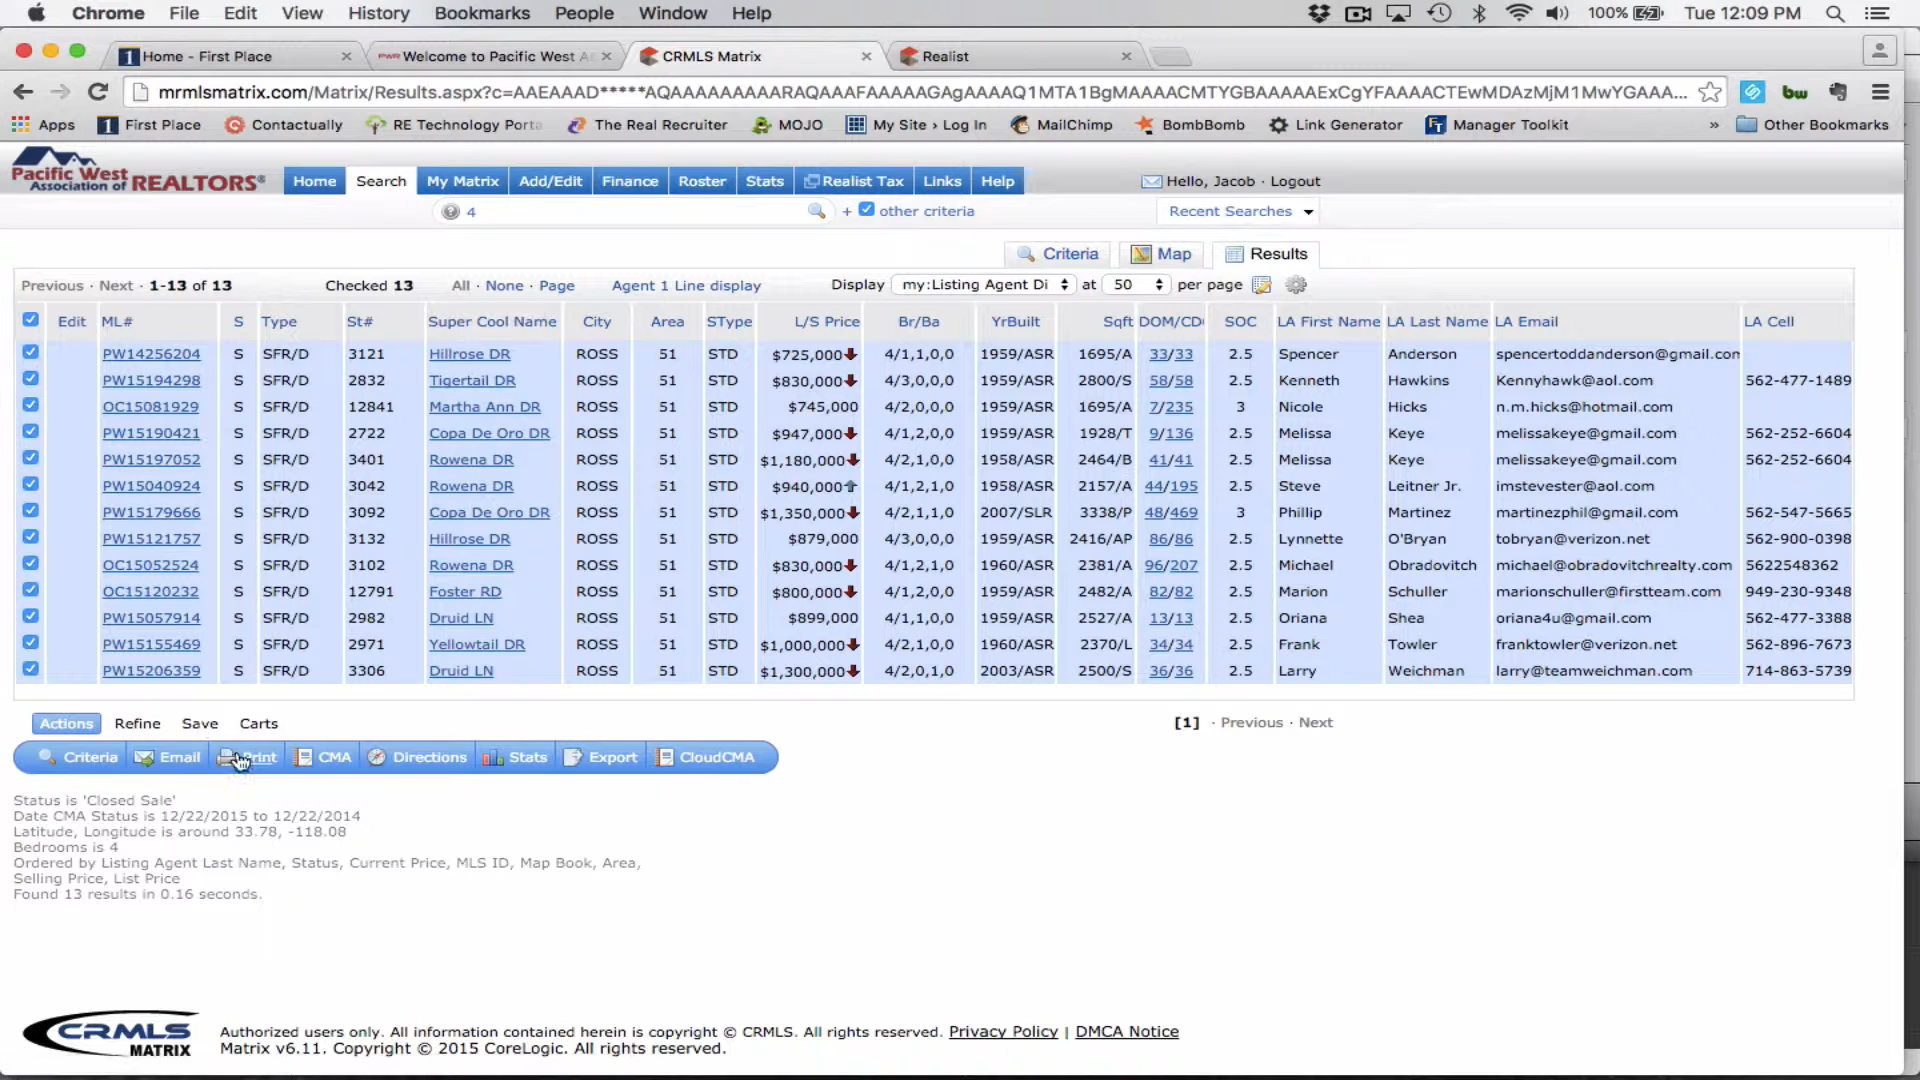 Chrome File Edit View History Bookmarks People Window Help 100% Tue 12:09 PM
1 Home - First Place × PWR Welcome to Pacific West A × CRMLS Matrix × Realist ×
mrmlsmatrix.com/Matrix/Results.aspx?c=AAEAAAD*****AQAAAAAAAAARAQAAAFAAAAAGAgAAAAQ1MTA1BgMAAAACMTYGBAAAAAExCgYFAAAACTEwMDAzMjM1MwYGAAA...
Apps 1 First Place Contactually RE Technology Porta The Real Recruiter MOJO My Site › Log In MailChimp BombBomb Link Generator FT Manager Toolkit » Other Bookmarks
Pacific West
Association of REALTORS®
Home Search My Matrix Add/Edit Finance Roster Stats Realist Tax Links Help Hello, Jacob · Logout
4 + other criteria Recent Searches
Criteria Map Results
Previous · Next · 1-13 of 13 Checked 13 All · None · Page Agent 1 Line display Display my:Listing Agent Di at 50 per page
Edit ML# S Type St# Super Cool Name City Area SType L/S Price Br/Ba YrBuilt Sqft DOM/CD SOC LA First Name LA Last Name LA Email LA Cell
PW14256204 S SFR/D 3121 Hillrose DR ROSS 51 STD $725,000 4/1,1,0,0 1959/ASR 1695/A 33/33 2.5 Spencer Anderson spencertoddanderson@gmail.com
PW15194298 S SFR/D 2832 Tigertail DR ROSS 51 STD $830,000 4/3,0,0,0 1959/ASR 2800/S 58/58 2.5 Kenneth Hawkins Kennyhawk@aol.com 562-477-1489
OC15081929 S SFR/D 12841 Martha Ann DR ROSS 51 STD $745,000 4/2,0,0,0 1959/ASR 1695/A 7/235 3 Nicole Hicks n.m.hicks@hotmail.com
PW15190421 S SFR/D 2722 Copa De Oro DR ROSS 51 STD $947,000 4/1,2,0,0 1959/ASR 1928/T 9/136 2.5 Melissa Keye melissakeye@gmail.com 562-252-6604
PW15197052 S SFR/D 3401 Rowena DR ROSS 51 STD $1,180,000 4/2,1,0,0 1958/ASR 2464/B 41/41 2.5 Melissa Keye melissakeye@gmail.com 562-252-6604
PW15040924 S SFR/D 3042 Rowena DR ROSS 51 STD $940,000 4/1,2,1,0 1958/ASR 2157/A 44/195 2.5 Steve Leitner Jr. imstevester@aol.com
PW15179666 S SFR/D 3092 Copa De Oro DR ROSS 51 STD $1,350,000 4/2,1,1,0 2007/SLR 3338/P 48/469 3 Phillip Martinez martinezphil@gmail.com 562-547-5665
PW15121757 S SFR/D 3132 Hillrose DR ROSS 51 STD $879,000 4/3,0,0,0 1959/ASR 2416/AP 86/86 2.5 Lynnette O'Bryan tobryan@verizon.net 562-900-0398
OC15052524 S SFR/D 3102 Rowena DR ROSS 51 STD $830,000 4/1,2,1,0 1960/ASR 2381/A 96/207 2.5 Michael Obradovitch michael@obradovitchrealty.com 5622548362
OC15120232 S SFR/D 12791 Foster RD ROSS 51 STD $800,000 4/1,2,0,0 1959/ASR 2482/A 82/82 2.5 Marion Schuller marionschuller@firstteam.com 949-230-9348
PW15057914 S SFR/D 2982 Druid LN ROSS 51 STD $899,000 4/1,1,0,0 1959/ASR 2527/A 13/13 2.5 Oriana Shea oriana4u@gmail.com 562-477-3388
PW15155469 S SFR/D 2971 Yellowtail DR ROSS 51 STD $1,000,000 4/2,1,0,0 1960/ASR 2370/L 34/34 2.5 Frank Towler franktowler@verizon.net 562-896-7673
PW15206359 S SFR/D 3306 Druid LN ROSS 51 STD $1,300,000 4/2,0,1,0 2003/ASR 2500/S 36/36 2.5 Larry Weichman larry@teamweichman.com 714-863-5739
Actions Refine Save Carts [1] · Previous · Next
Criteria Email Print CMA Directions Stats Export CloudCMA
Status is 'Closed Sale'
Date CMA Status is 12/22/2015 to 12/22/2014
Latitude, Longitude is around 33.78, -118.08
Bedrooms is 4
Ordered by Listing Agent Last Name, Status, Current Price, MLS ID, Map Book, Area,
Selling Price, List Price
Found 13 results in 0.16 seconds.
CRMLS
MATRIX
Authorized users only. All information contained herein is copyright © CRMLS. All rights reserved. Privacy Policy | DMCA Notice
Matrix v6.11. Copyright © 2015 CoreLogic. All rights reserved.